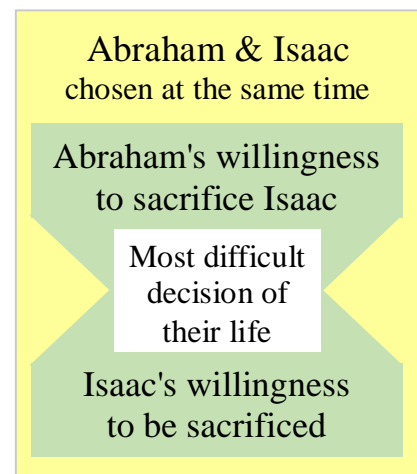 Abraham & Isaac
chosen at the same time
Abraham's willingness
to sacrifice Isaac
Most difficult
decision of
their life
Isaac's willingness
to be sacrificed